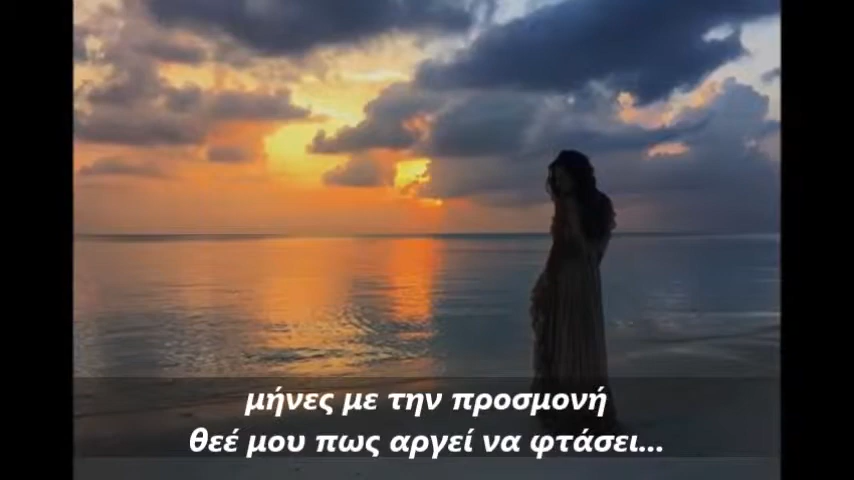 μήνες με την προσμονή
θεέ μου πως αργεί να φτάσει...